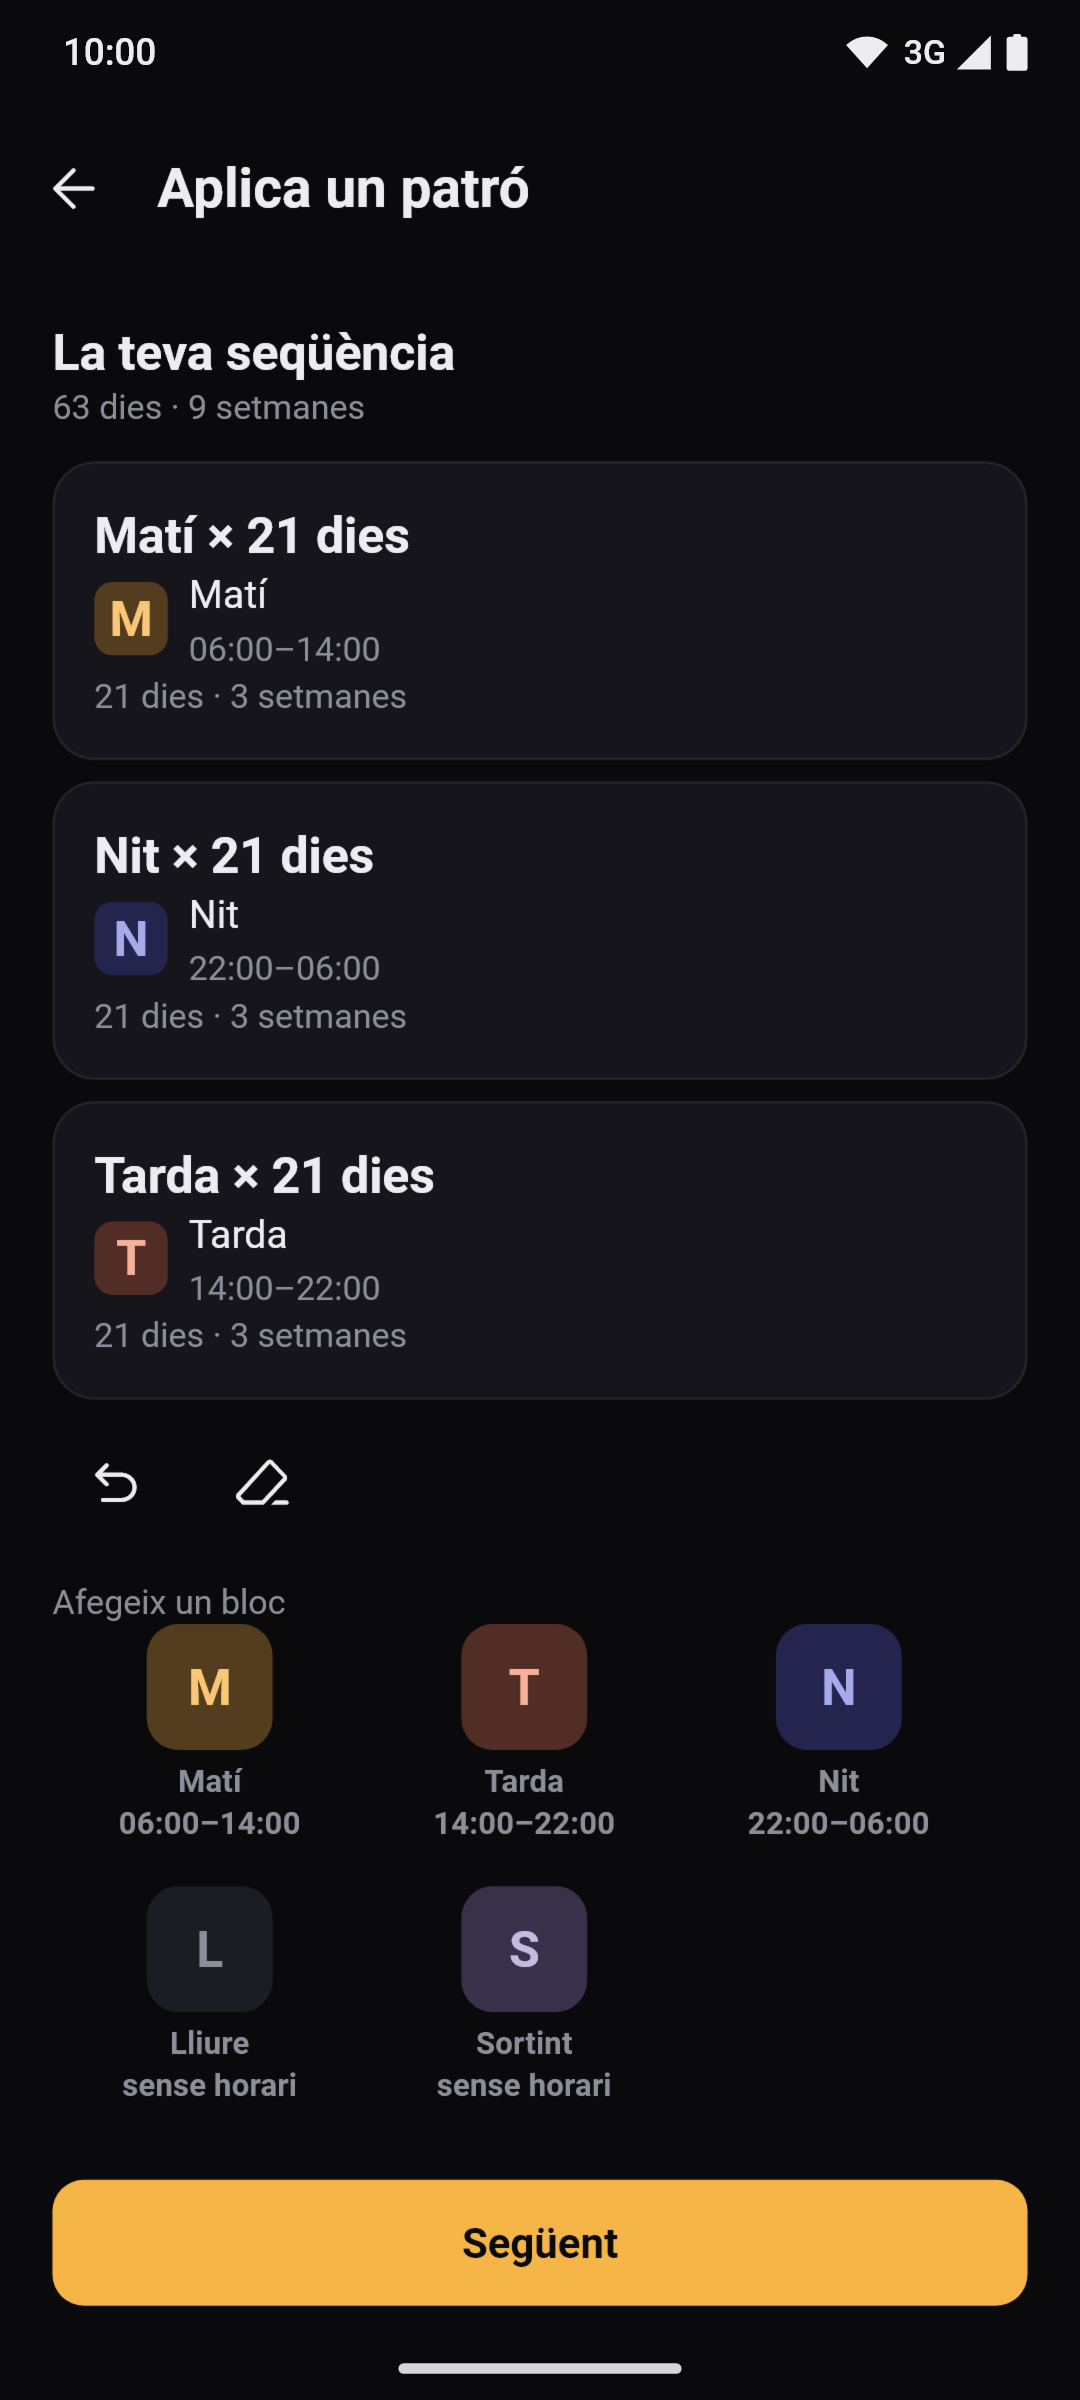 10:00
3G
Aplica un patró
La teva seqüència
63 dies · 9 setmanes
Matí × 21 dies
M
Matí
06:00–14:00
21 dies · 3 setmanes
Nit × 21 dies
N
Nit
22:00–06:00
21 dies · 3 setmanes
Tarda × 21 dies
T
Tarda
14:00–22:00
21 dies · 3 setmanes
Afegeix un bloc
M T N
Matí Tarda Nit
06:00–14:00 14:00–22:00 22:00–06:00
L S
Lliure Sortint
sense horari sense horari
Següent